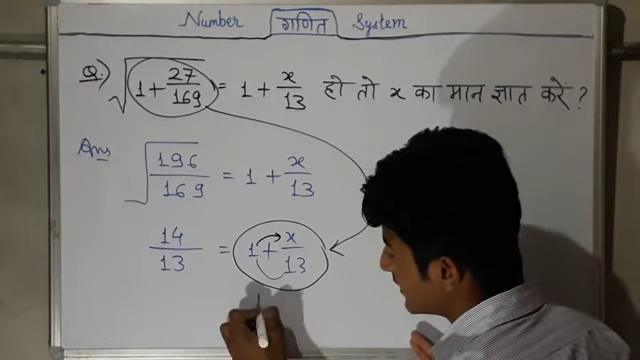 Number गणित System
Q.) √(1 + 27/169) = 1 + x/13 हो तो x का मान ज्ञात करें ?
Ans √(196/169) = 1 + x/13
14/13 = 1 + x/13